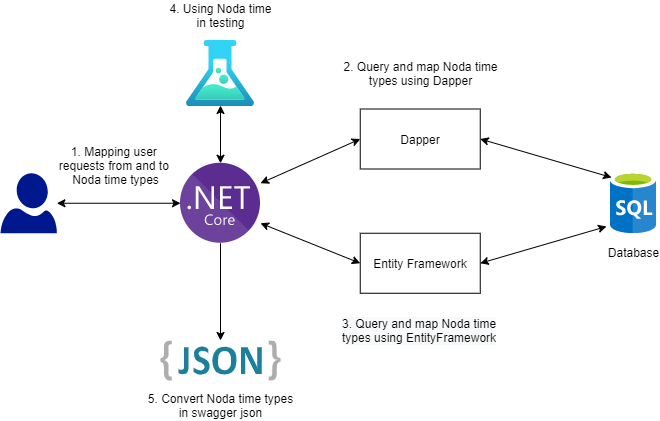 4. Using Noda time
in testing
2. Query and map Noda time
types using Dapper
Dapper
1. Mapping user
requests from and to
Noda time types
.NET
Core
SQL
Database
Entity Framework
3. Query and map Noda time
types using EntityFramework
{JSON}
5. Convert Noda time types
in swagger json